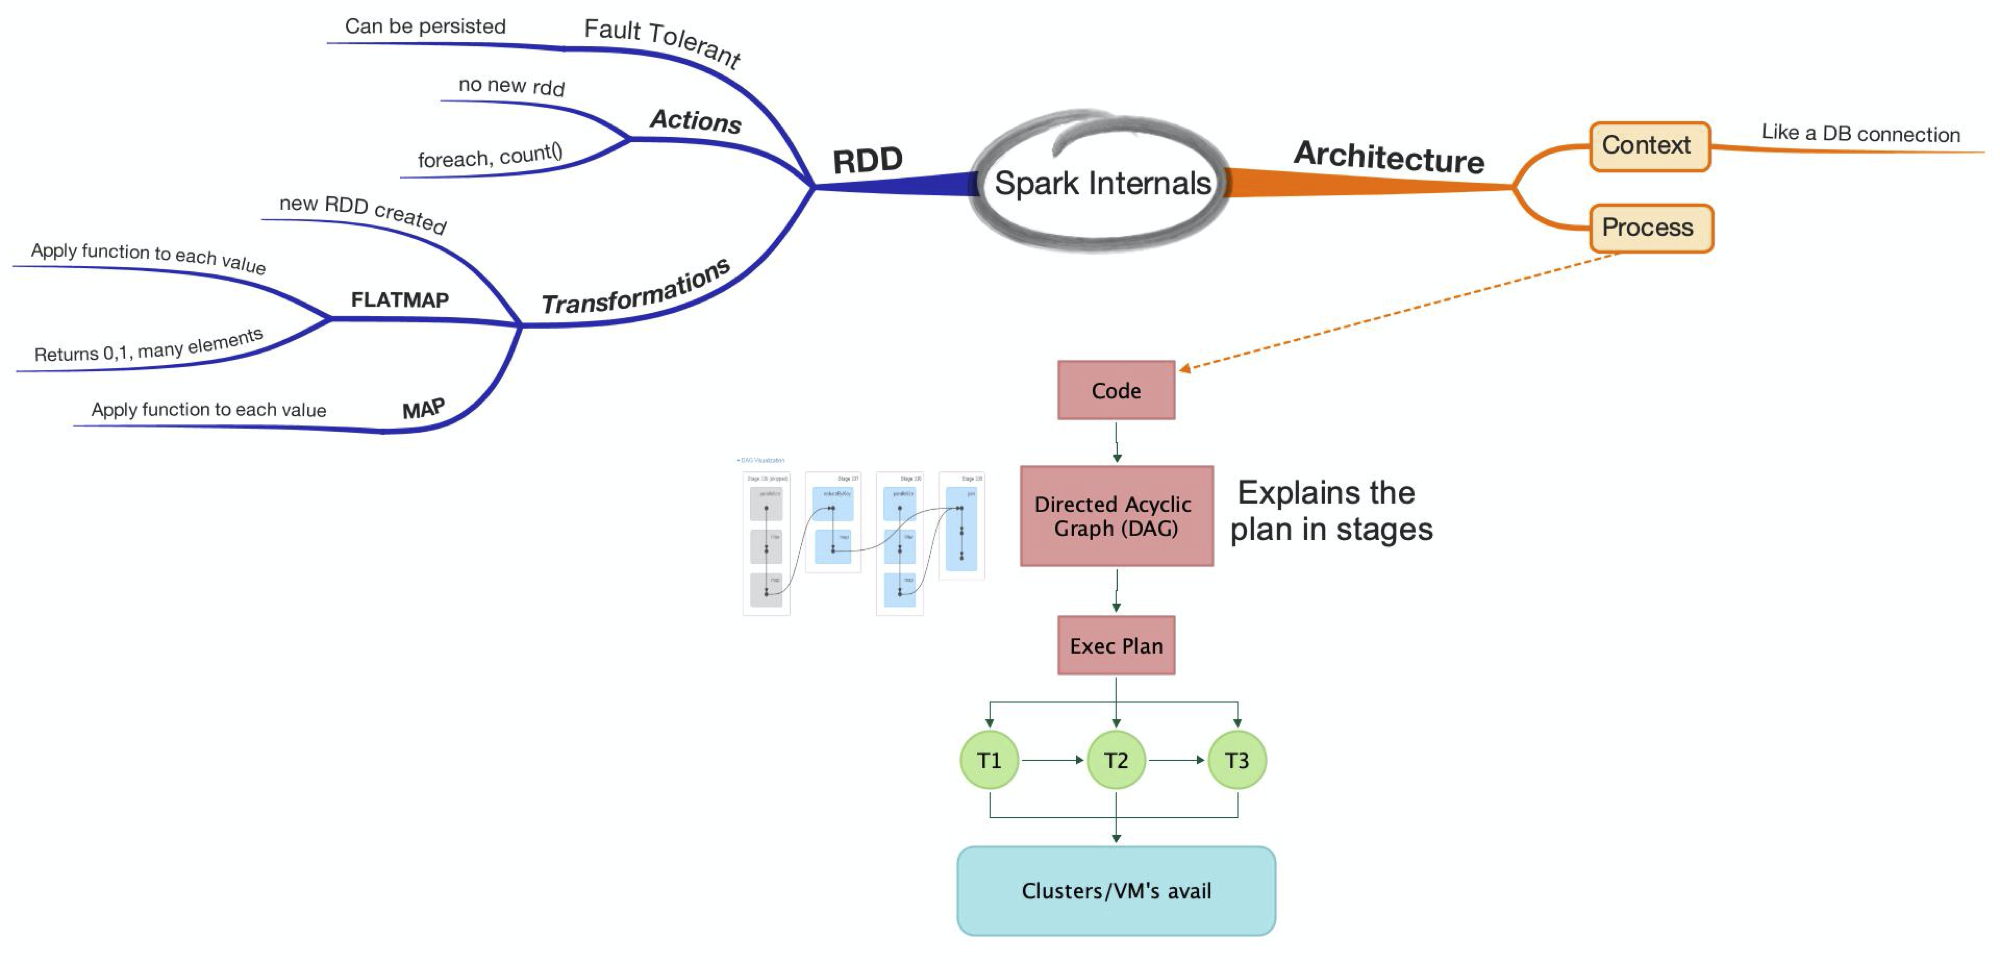 Can be persisted
Fault Tolerant
no new rdd
Actions
foreach, count()
RDD
new RDD created
Apply function to each value
FLATMAP
Returns 0,1, many elements
Transformations
Apply function to each value
MAP
Spark Internals
Architecture
Context
Like a DB connection
Process
Code
DAG Visualization
Directed Acyclic
Graph (DAG)
Explains the
plan in stages
Exec Plan
T1
T2
T3
Clusters/VM's avail